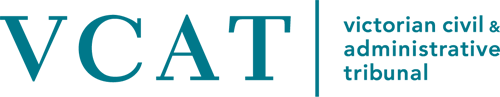 VCAT
victorian civil &
administrative
tribunal